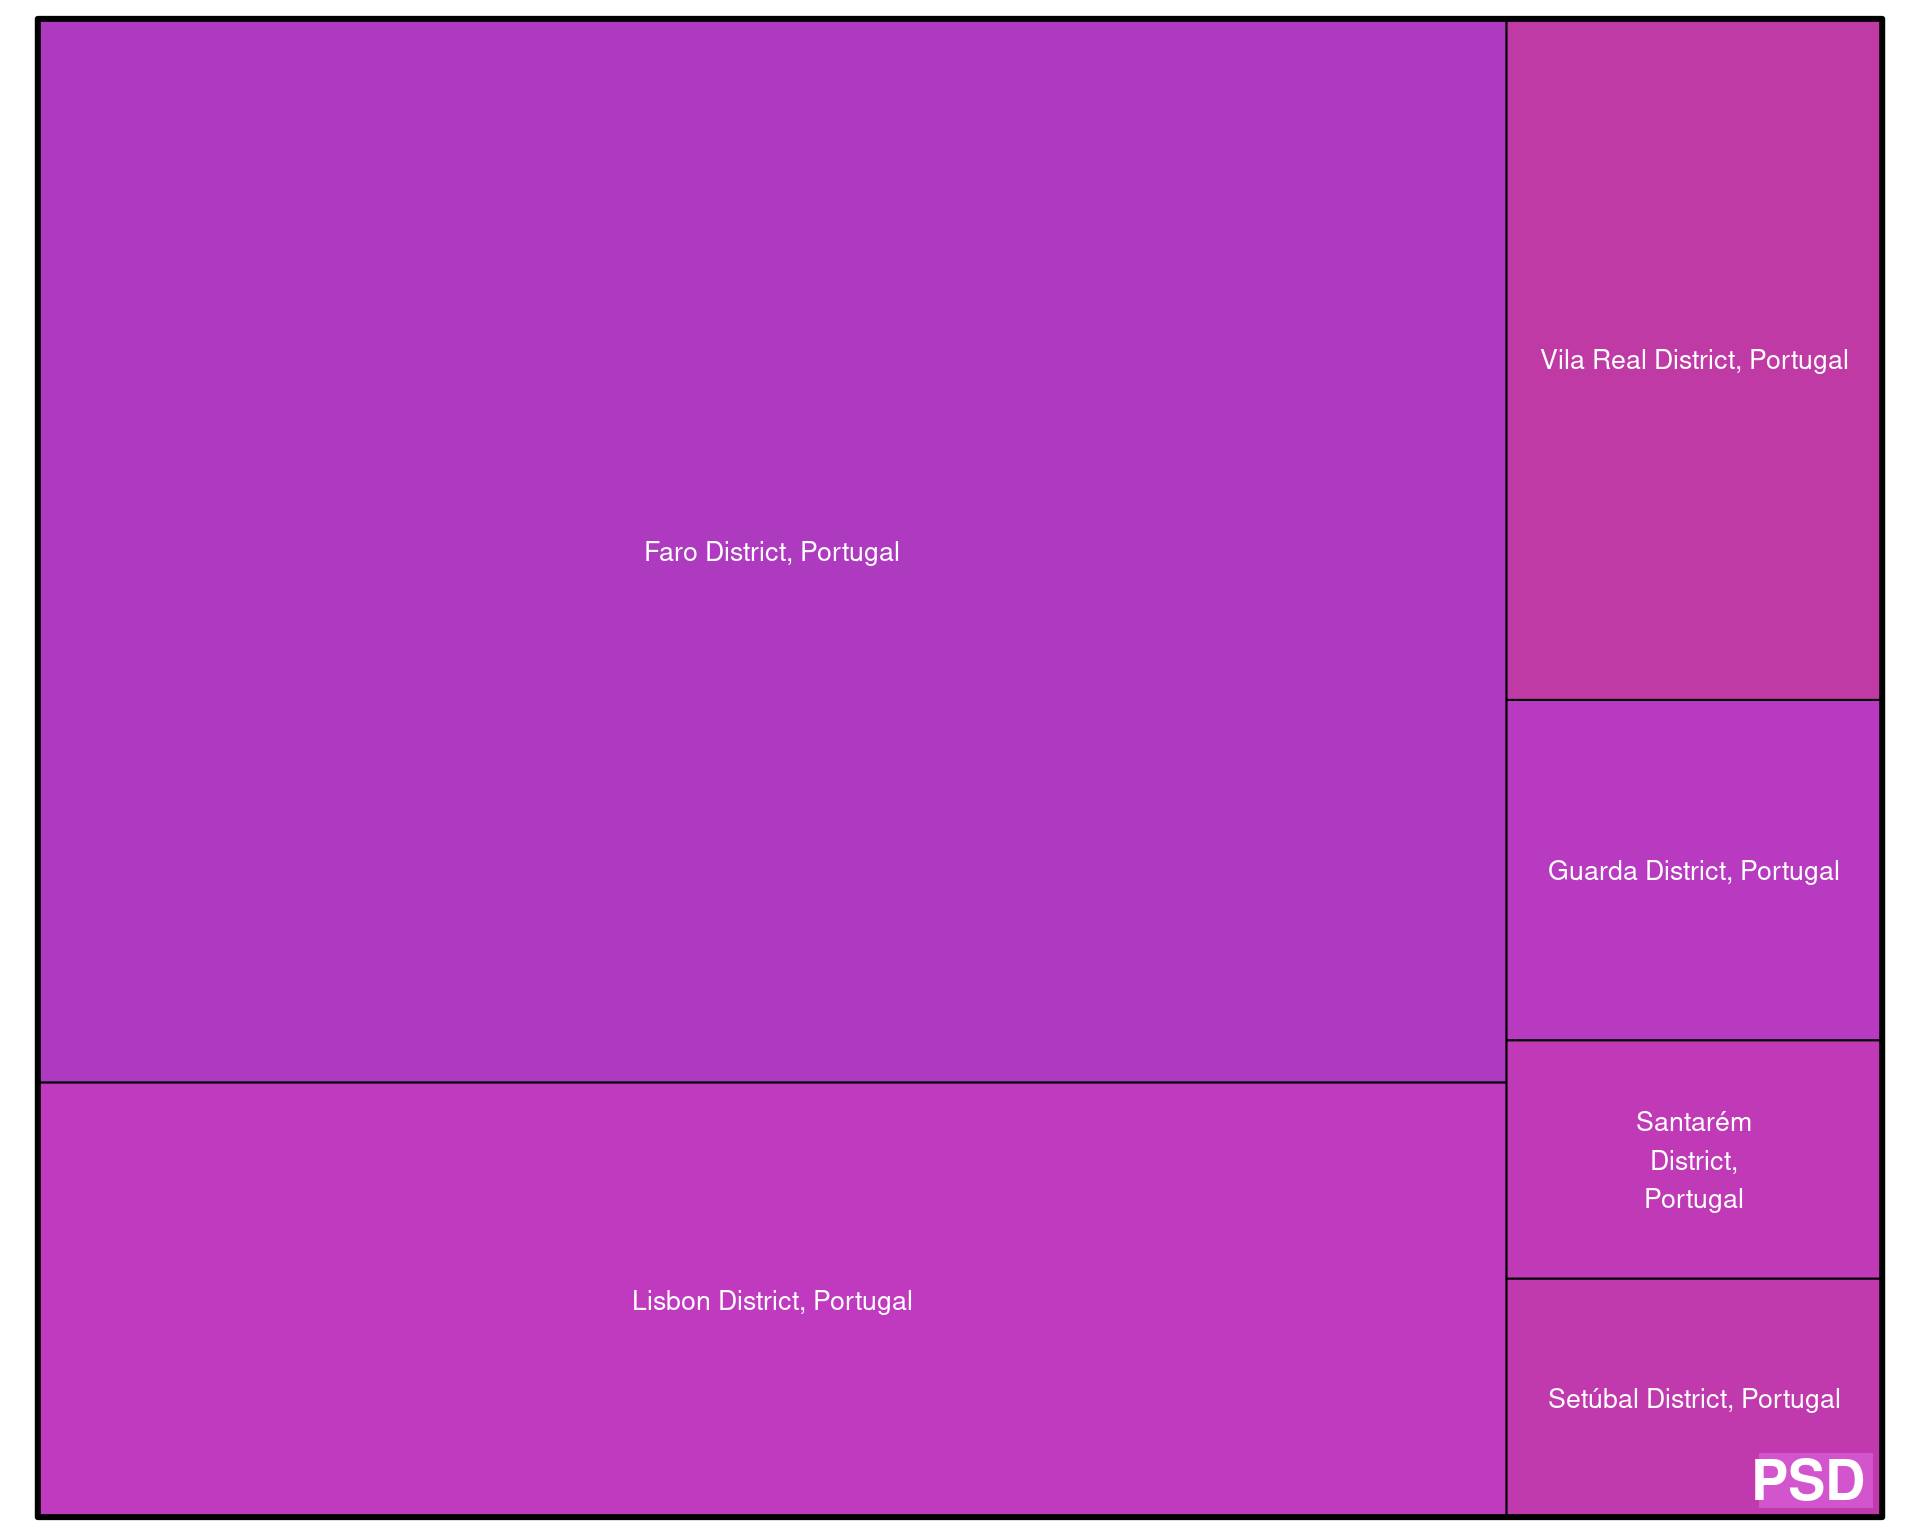 Faro District, Portugal
Lisbon District, Portugal
Vila Real District, Portugal
Guarda District, Portugal
Santarém
District,
Portugal
Setúbal District, Portugal
PSD